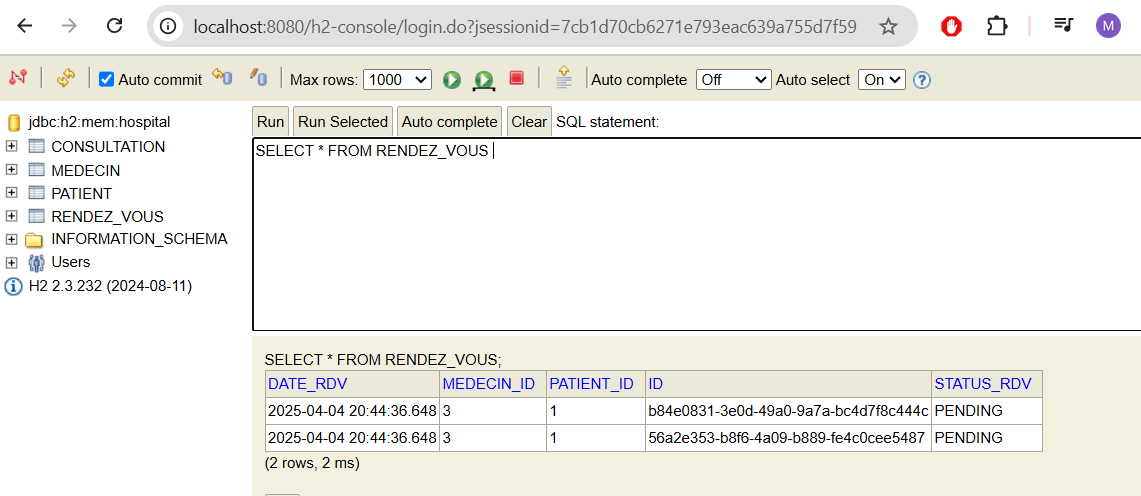 localhost:8080/h2-console/login.do?jsessionid=7cb1d70cb6271e793eac639a755d7f59
M
Auto commit Max rows: 1000 Auto complete Off Auto select On ?
jdbc:h2:mem:hospital
CONSULTATION
MEDECIN
PATIENT
RENDEZ_VOUS
INFORMATION_SCHEMA
Users
H2 2.3.232 (2024-08-11)
Run Run Selected Auto complete Clear SQL statement:
SELECT * FROM RENDEZ_VOUS
SELECT * FROM RENDEZ_VOUS;
DATE_RDV MEDECIN_ID PATIENT_ID ID STATUS_RDV
2025-04-04 20:44:36.648 3 1 b84e0831-3e0d-49a0-9a7a-bc4d7f8c444c PENDING
2025-04-04 20:44:36.648 3 1 56a2e353-b8f6-4a09-b889-fe4c0cee5487 PENDING
(2 rows, 2 ms)